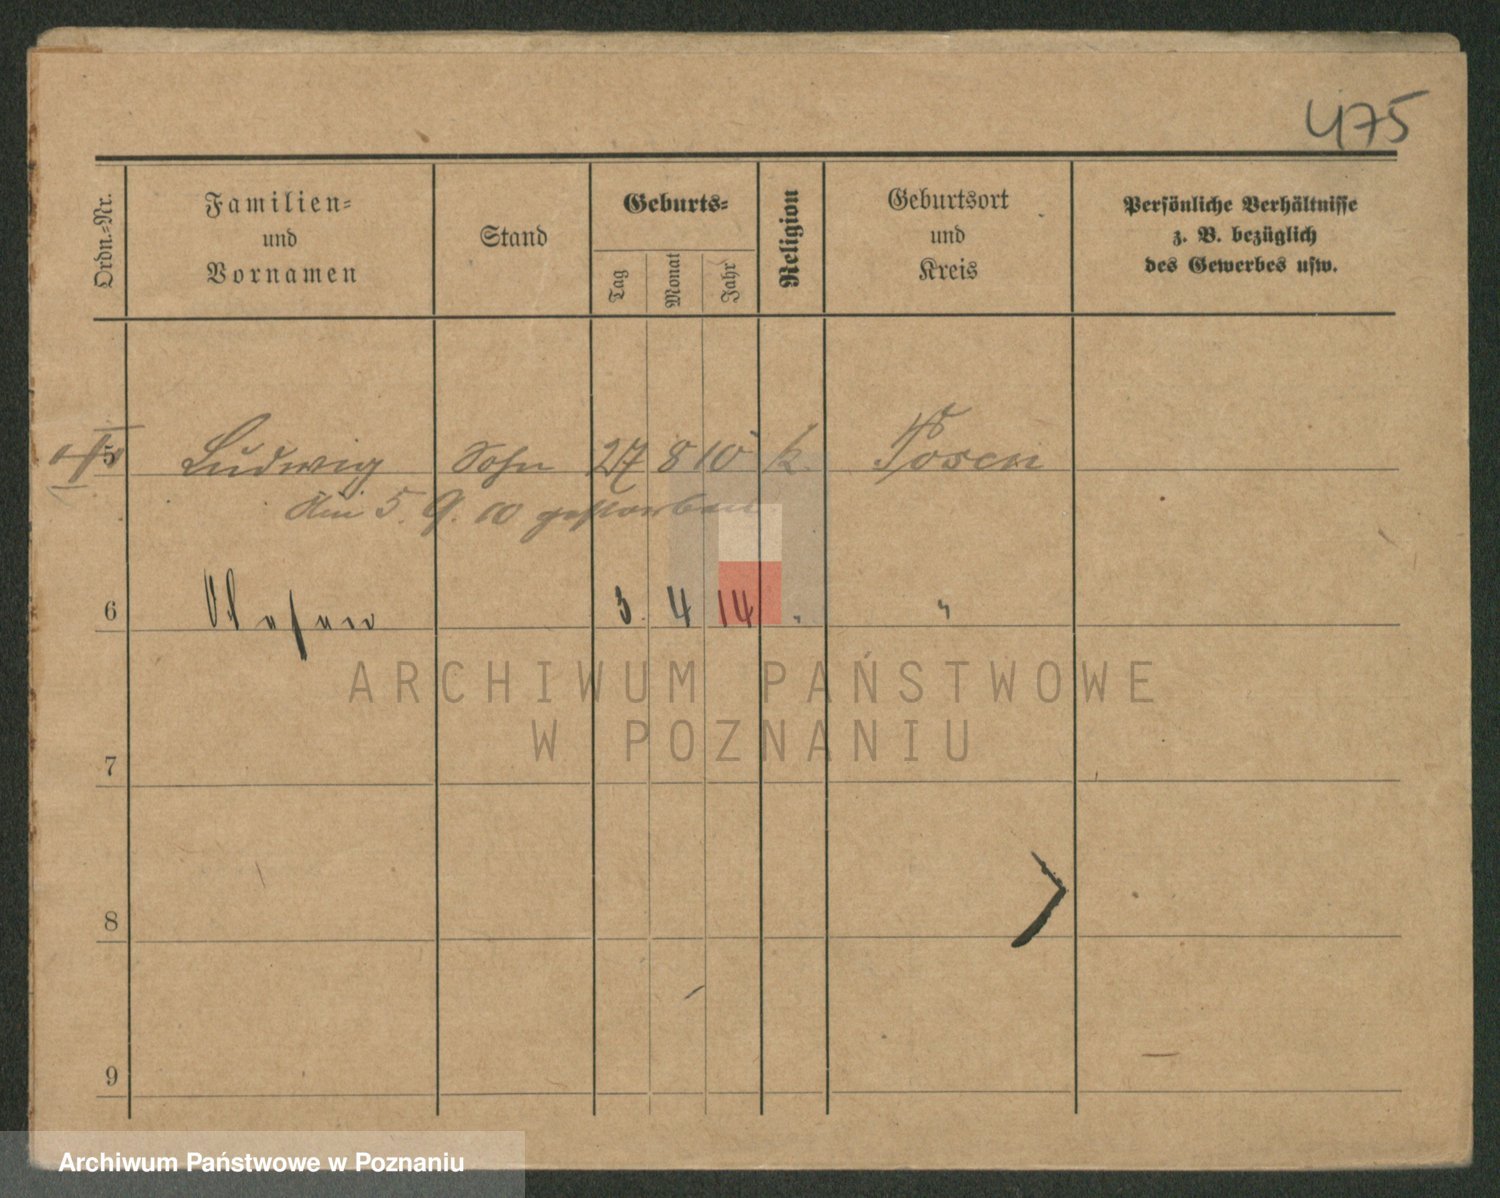 475
Ordn.-Nr.
Familien-
und
Vornamen
Stand
Geburts-
Tag
Monat
Jahr
Religion
Geburtsort
und
Kreis
Persönliche Verhältnisse
z. B. bezüglich
des Gewerbes usw.
5 Ludwig Sohn 27 8 10 k. Posen
5. 9. 10 gestorben
6 3 4 14 " "
ARCHIWUM PAŃSTWOWE
W POZNANIU
7
8
9
Archiwum Państwowe w Poznaniu